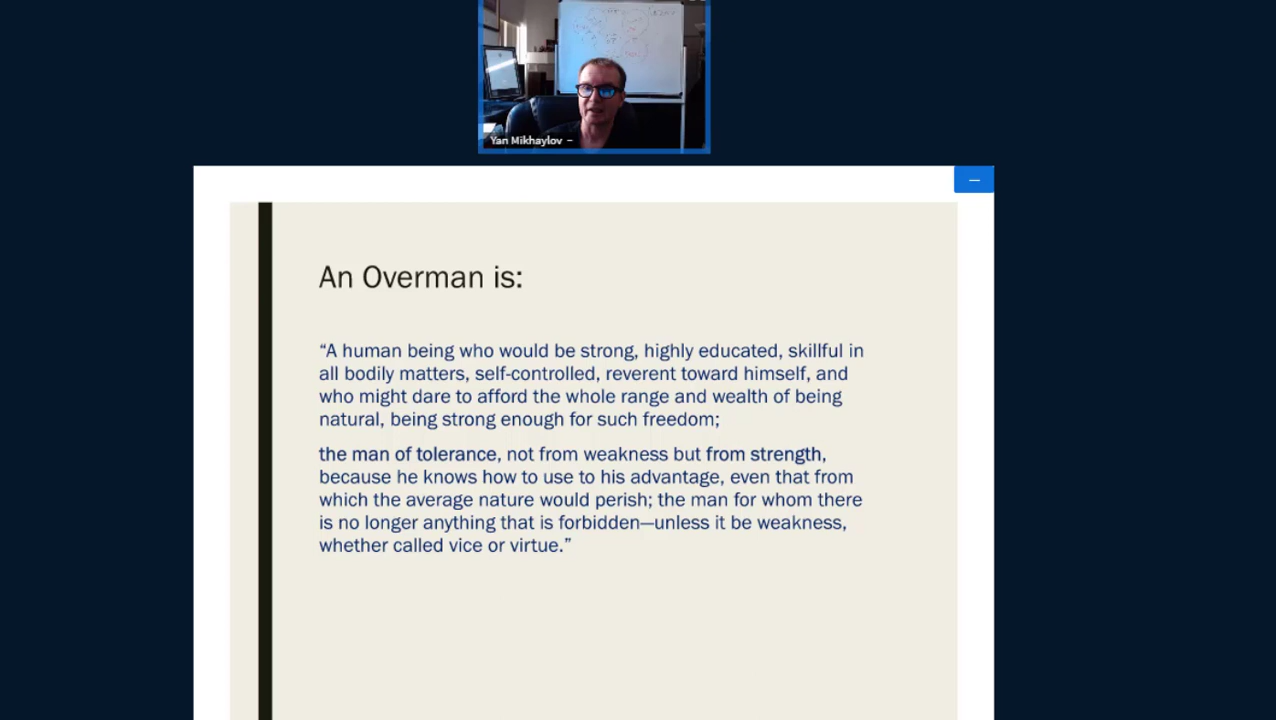 Yan Mikhaylov
An Overman is:
“A human being who would be strong, highly educated, skillful in
all bodily matters, self-controlled, reverent toward himself, and
who might dare to afford the whole range and wealth of being
natural, being strong enough for such freedom;
the man of tolerance, not from weakness but from strength,
because he knows how to use to his advantage, even that from
which the average nature would perish; the man for whom there
is no longer anything that is forbidden—unless it be weakness,
whether called vice or virtue.”